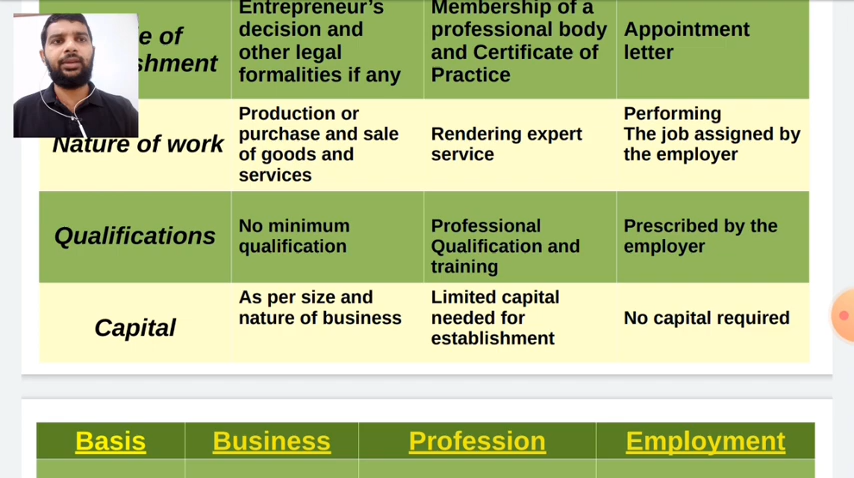 Entrepreneur's
decision and
other legal
formalities if any
Membership of a
professional body
and Certificate of
Practice
Appointment
letter
of
Nature of work
Production or
purchase and sale
of goods and
services
Rendering expert
service
Performing
The job assigned by
the employer
Qualifications
No minimum
qualification
Professional
Qualification and
training
Prescribed by the
employer
Capital
As per size and
nature of business
Limited capital
needed for
establishment
No capital required
Basis
Business
Profession
Employment